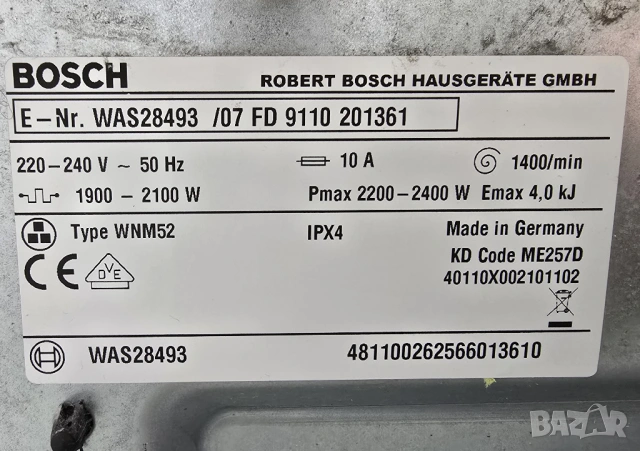 BOSCH ROBERT BOSCH HAUSGERÄTE GMBH
E-Nr. WAS28493 /07 FD 9110 201361
220-240 V ~ 50 Hz 10 A 1400/min
1900 - 2100 W Pmax 2200-2400 W Emax 4,0 kJ
Type WNM52 IPX4 Made in Germany
KD Code ME257D
40110X002101102
CE DVE
WAS28493 481100262566013610
BAZAR